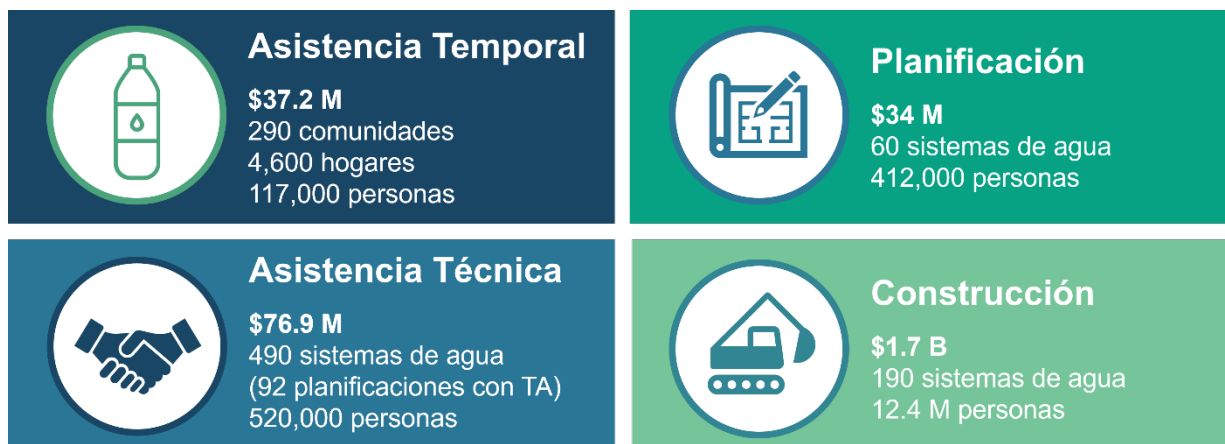 Asistencia Temporal
$37.2 M
290 comunidades
4,600 hogares
117,000 personas
Planificación
$34 M
60 sistemas de agua
412,000 personas
Asistencia Técnica
$76.9 M
490 sistemas de agua
(92 planificaciones con TA)
520,000 personas
Construcción
$1.7 B
190 sistemas de agua
12.4 M personas